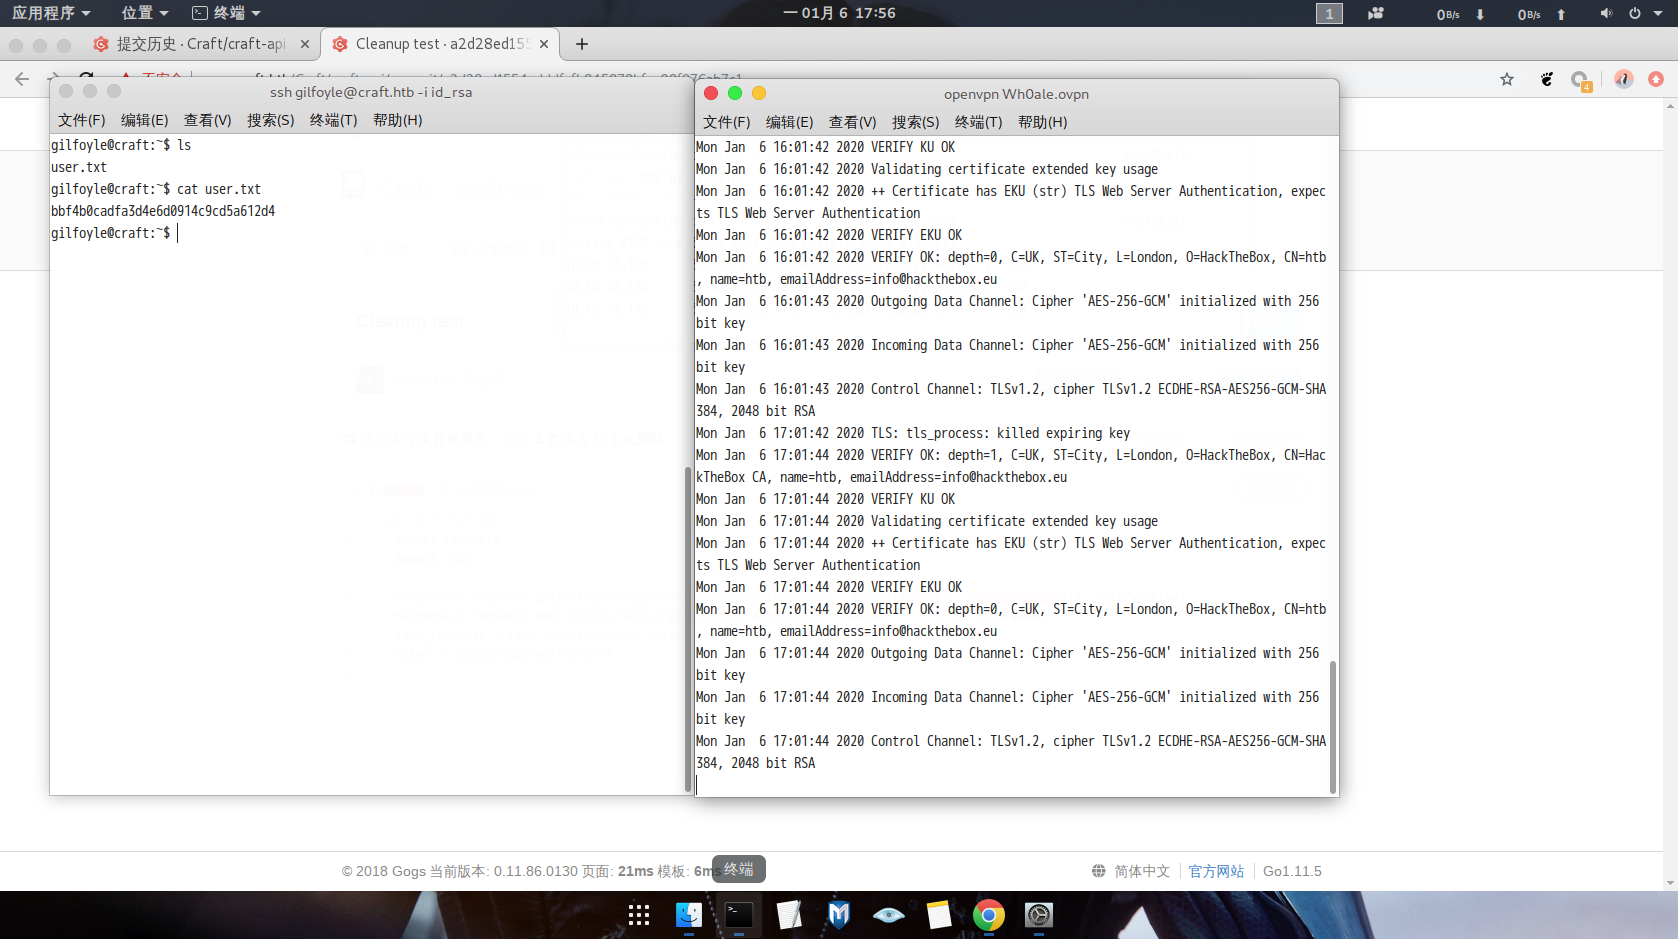 应用程序 位置 终端 一 01月 6 17:56 1 0B/s 0B/s
提交历史 · Craft/craft-api Cleanup test · a2d28ed155
不安全
ssh gilfoyle@craft.htb -i id_rsa
文件(F) 编辑(E) 查看(V) 搜索(S) 终端(T) 帮助(H)
gilfoyle@craft:~$ ls
user.txt
gilfoyle@craft:~$ cat user.txt
bbf4b0cadfa3d4e6d0914c9cd5a612d4
gilfoyle@craft:~$
openvpn Wh0ale.ovpn
文件(F) 编辑(E) 查看(V) 搜索(S) 终端(T) 帮助(H)
Mon Jan  6 16:01:42 2020 VERIFY KU OK
Mon Jan  6 16:01:42 2020 Validating certificate extended key usage
Mon Jan  6 16:01:42 2020 ++ Certificate has EKU (str) TLS Web Server Authentication, expec
ts TLS Web Server Authentication
Mon Jan  6 16:01:42 2020 VERIFY EKU OK
Mon Jan  6 16:01:42 2020 VERIFY OK: depth=0, C=UK, ST=City, L=London, O=HackTheBox, CN=htb
, name=htb, emailAddress=info@hackthebox.eu
Mon Jan  6 16:01:43 2020 Outgoing Data Channel: Cipher 'AES-256-GCM' initialized with 256
bit key
Mon Jan  6 16:01:43 2020 Incoming Data Channel: Cipher 'AES-256-GCM' initialized with 256
bit key
Mon Jan  6 16:01:43 2020 Control Channel: TLSv1.2, cipher TLSv1.2 ECDHE-RSA-AES256-GCM-SHA
384, 2048 bit RSA
Mon Jan  6 17:01:42 2020 TLS: tls_process: killed expiring key
Mon Jan  6 17:01:44 2020 VERIFY OK: depth=1, C=UK, ST=City, L=London, O=HackTheBox, CN=Hac
kTheBox CA, name=htb, emailAddress=info@hackthebox.eu
Mon Jan  6 17:01:44 2020 VERIFY KU OK
Mon Jan  6 17:01:44 2020 Validating certificate extended key usage
Mon Jan  6 17:01:44 2020 ++ Certificate has EKU (str) TLS Web Server Authentication, expec
ts TLS Web Server Authentication
Mon Jan  6 17:01:44 2020 VERIFY EKU OK
Mon Jan  6 17:01:44 2020 VERIFY OK: depth=0, C=UK, ST=City, L=London, O=HackTheBox, CN=htb
, name=htb, emailAddress=info@hackthebox.eu
Mon Jan  6 17:01:44 2020 Outgoing Data Channel: Cipher 'AES-256-GCM' initialized with 256
bit key
Mon Jan  6 17:01:44 2020 Incoming Data Channel: Cipher 'AES-256-GCM' initialized with 256
bit key
Mon Jan  6 17:01:44 2020 Control Channel: TLSv1.2, cipher TLSv1.2 ECDHE-RSA-AES256-GCM-SHA
384, 2048 bit RSA
Cleanup test
© 2018 Gogs 当前版本: 0.11.86.0130 页面: 21ms 模板: 6ms 简体中文 官方网站 Go1.11.5
终端